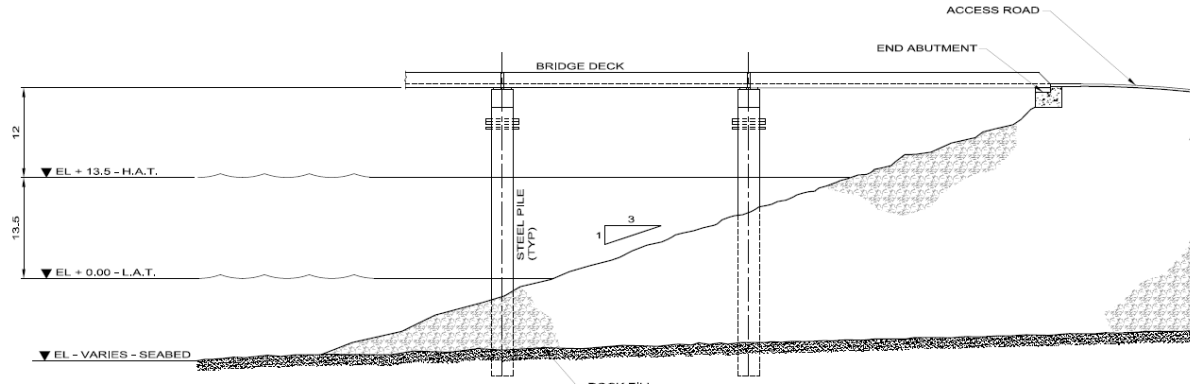 ACCESS ROAD
END ABUTMENT
BRIDGE DECK
12
EL + 13.5 - H.A.T.
13.5
STEEL PILE
(TYP)
3
1
EL + 0.00 - L.A.T.
EL - VARIES - SEABED